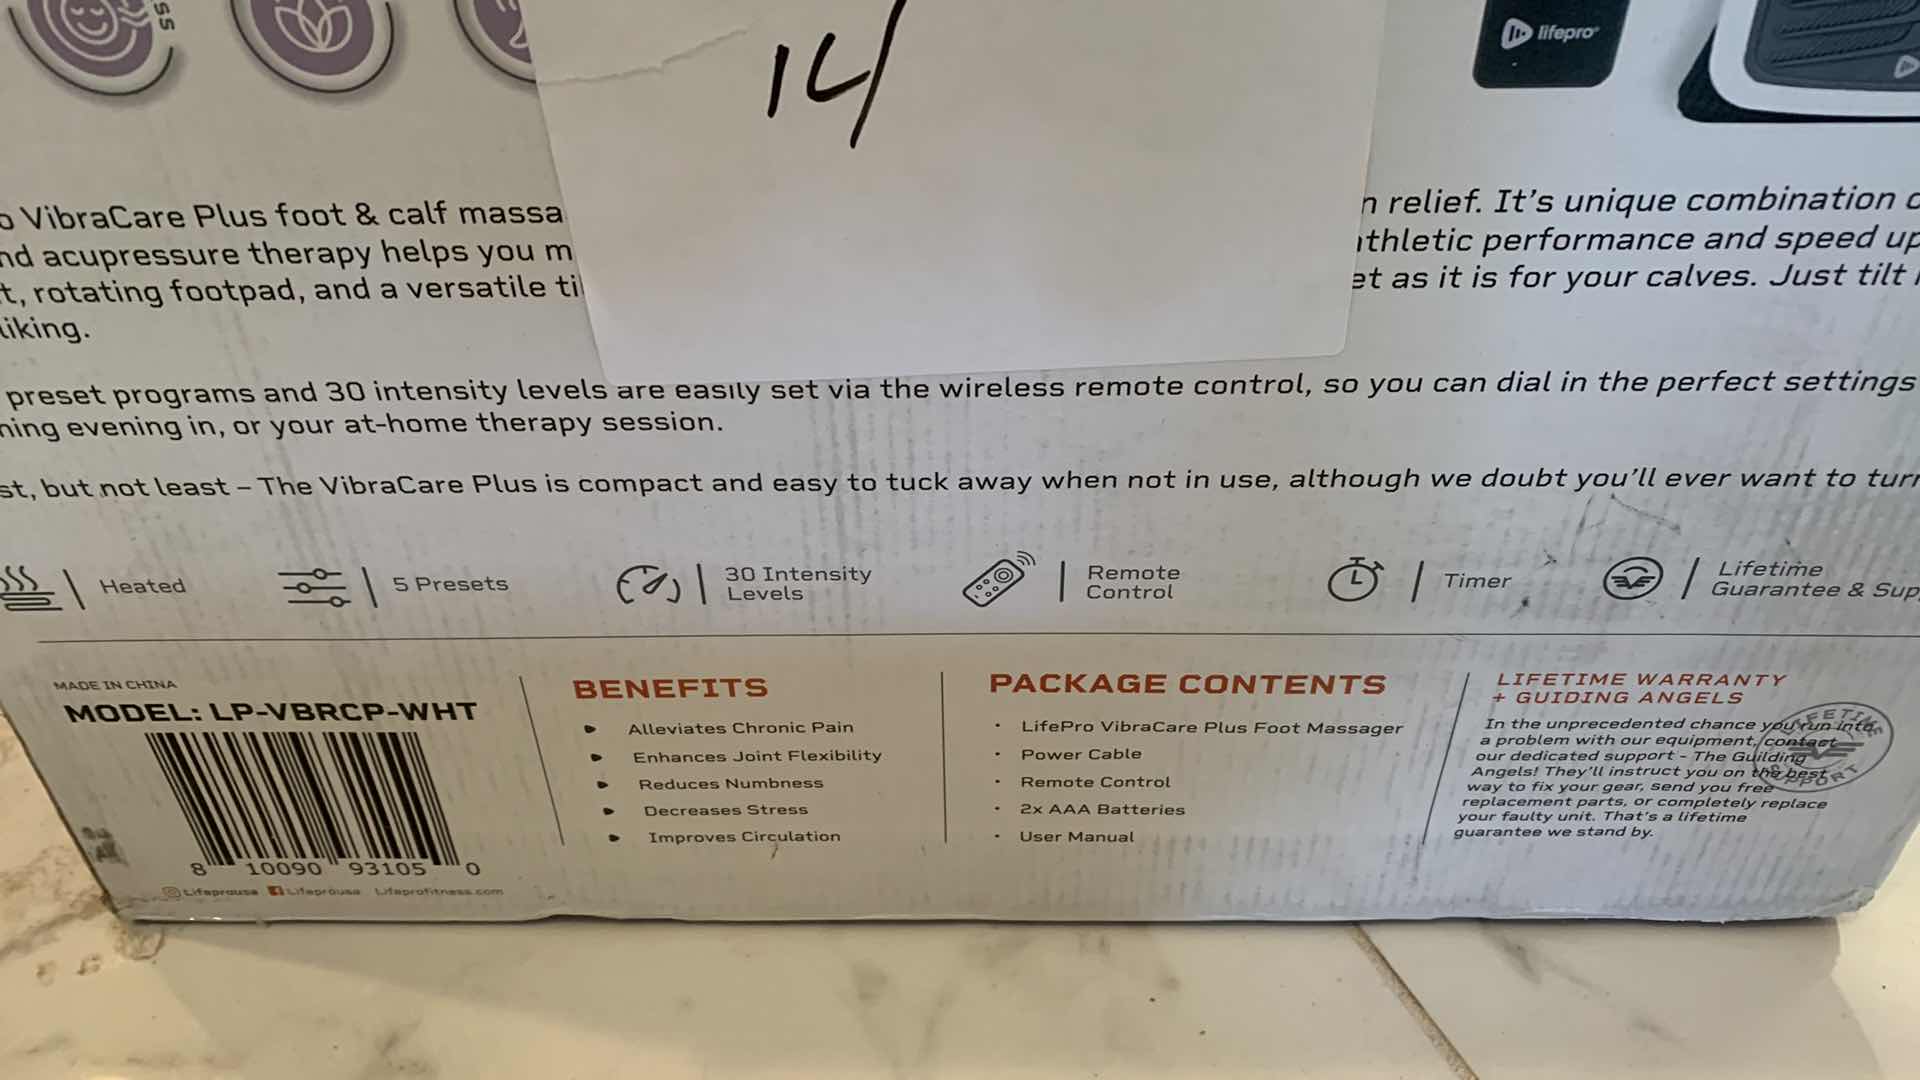 ss
14
lifepro
VibraCare Plus foot & calf massa
n relief. It's unique combination
nd acupressure therapy helps you m
athletic performance and speed up
t, rotating footpad, and a versatile ti
et as it is for your calves. Just tilt
liking.
preset programs and 30 intensity levels are easily set via the wireless remote control, so you can dial in the perfect settings
ning evening in, or your at-home therapy session.
st, but not least – The VibraCare Plus is compact and easy to tuck away when not in use, although we doubt you'll ever want to turn
Heated
5 Presets
30 Intensity
Levels
Remote
Control
Timer
Lifetime
Guarantee & Sup
MADE IN CHINA
MODEL: LP-VBRCP-WHT
8 10090 93105 0
Lifeprousa Lifeprousa Lifeprofitness.com
BENEFITS
Alleviates Chronic Pain
Enhances Joint Flexibility
Reduces Numbness
Decreases Stress
Improves Circulation
PACKAGE CONTENTS
• LifePro VibraCare Plus Foot Massager
• Power Cable
• Remote Control
• 2x AAA Batteries
• User Manual
LIFETIME WARRANTY
+ GUIDING ANGELS
In the unprecedented chance you run into
a problem with our equipment, contact
our dedicated support - The Guilding
Angels! They'll instruct you on the best
way to fix your gear, send you free
replacement parts, or completely replace
your faulty unit. That's a lifetime
guarantee we stand by.
LIFETIME
SUPPORT